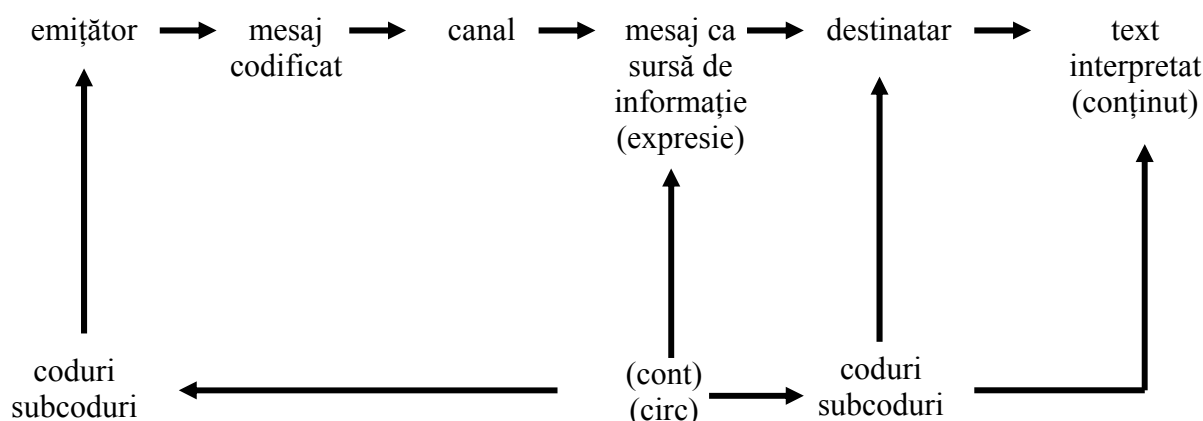 emițător
mesaj
codificat
canal
mesaj ca
sursă de
informație
(expresie)
destinatar
text
interpretat
(conținut)
coduri
subcoduri
(cont)
(circ)
coduri
subcoduri